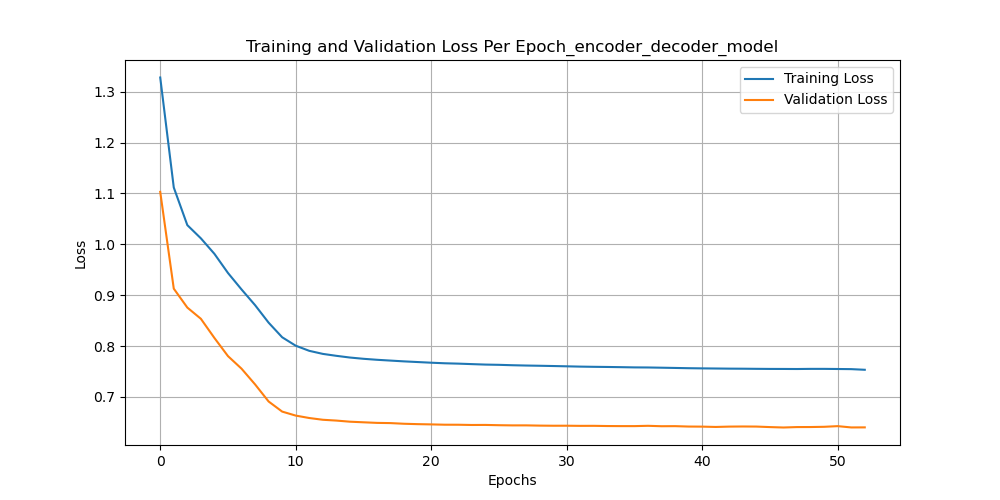 Training and Validation Loss Per Epoch_encoder_decoder_model
Training Loss
Validation Loss
1.3
1.2
1.1
1.0
0.9
0.8
0.7
Loss
0 10 20 30 40 50
Epochs